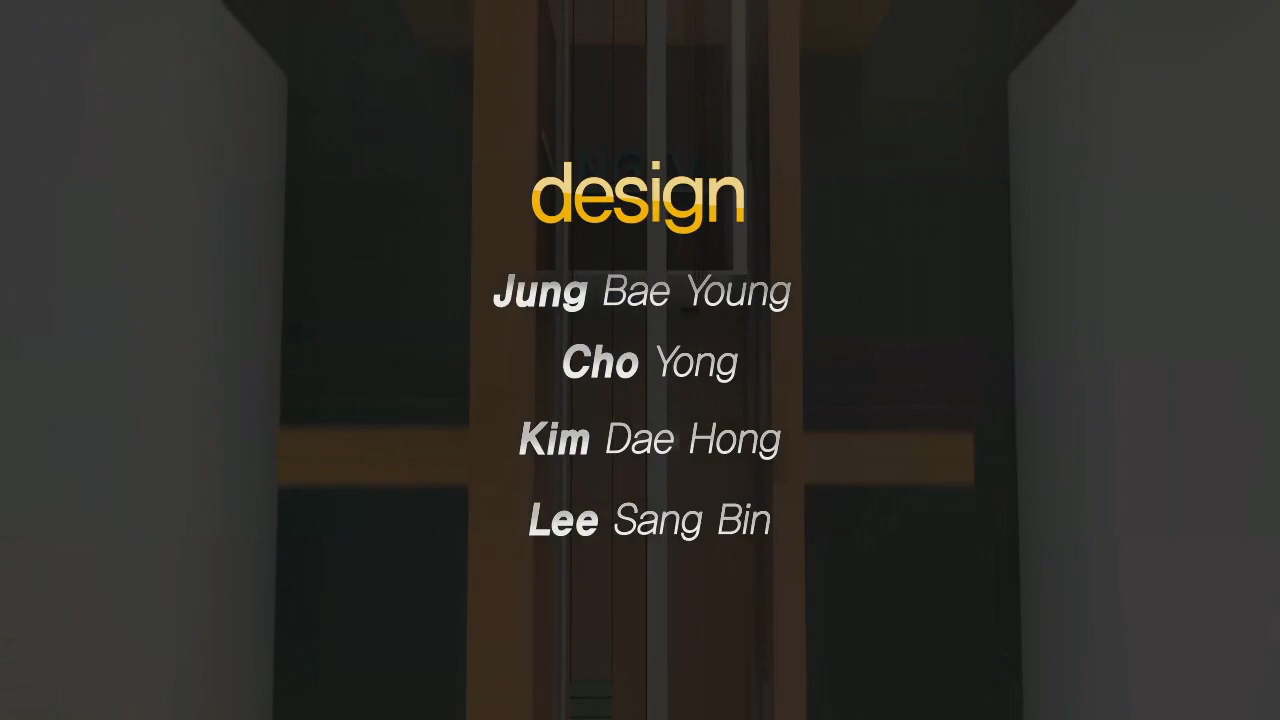 design
Jung Bae Young
Cho Yong
Kim Dae Hong
Lee Sang Bin